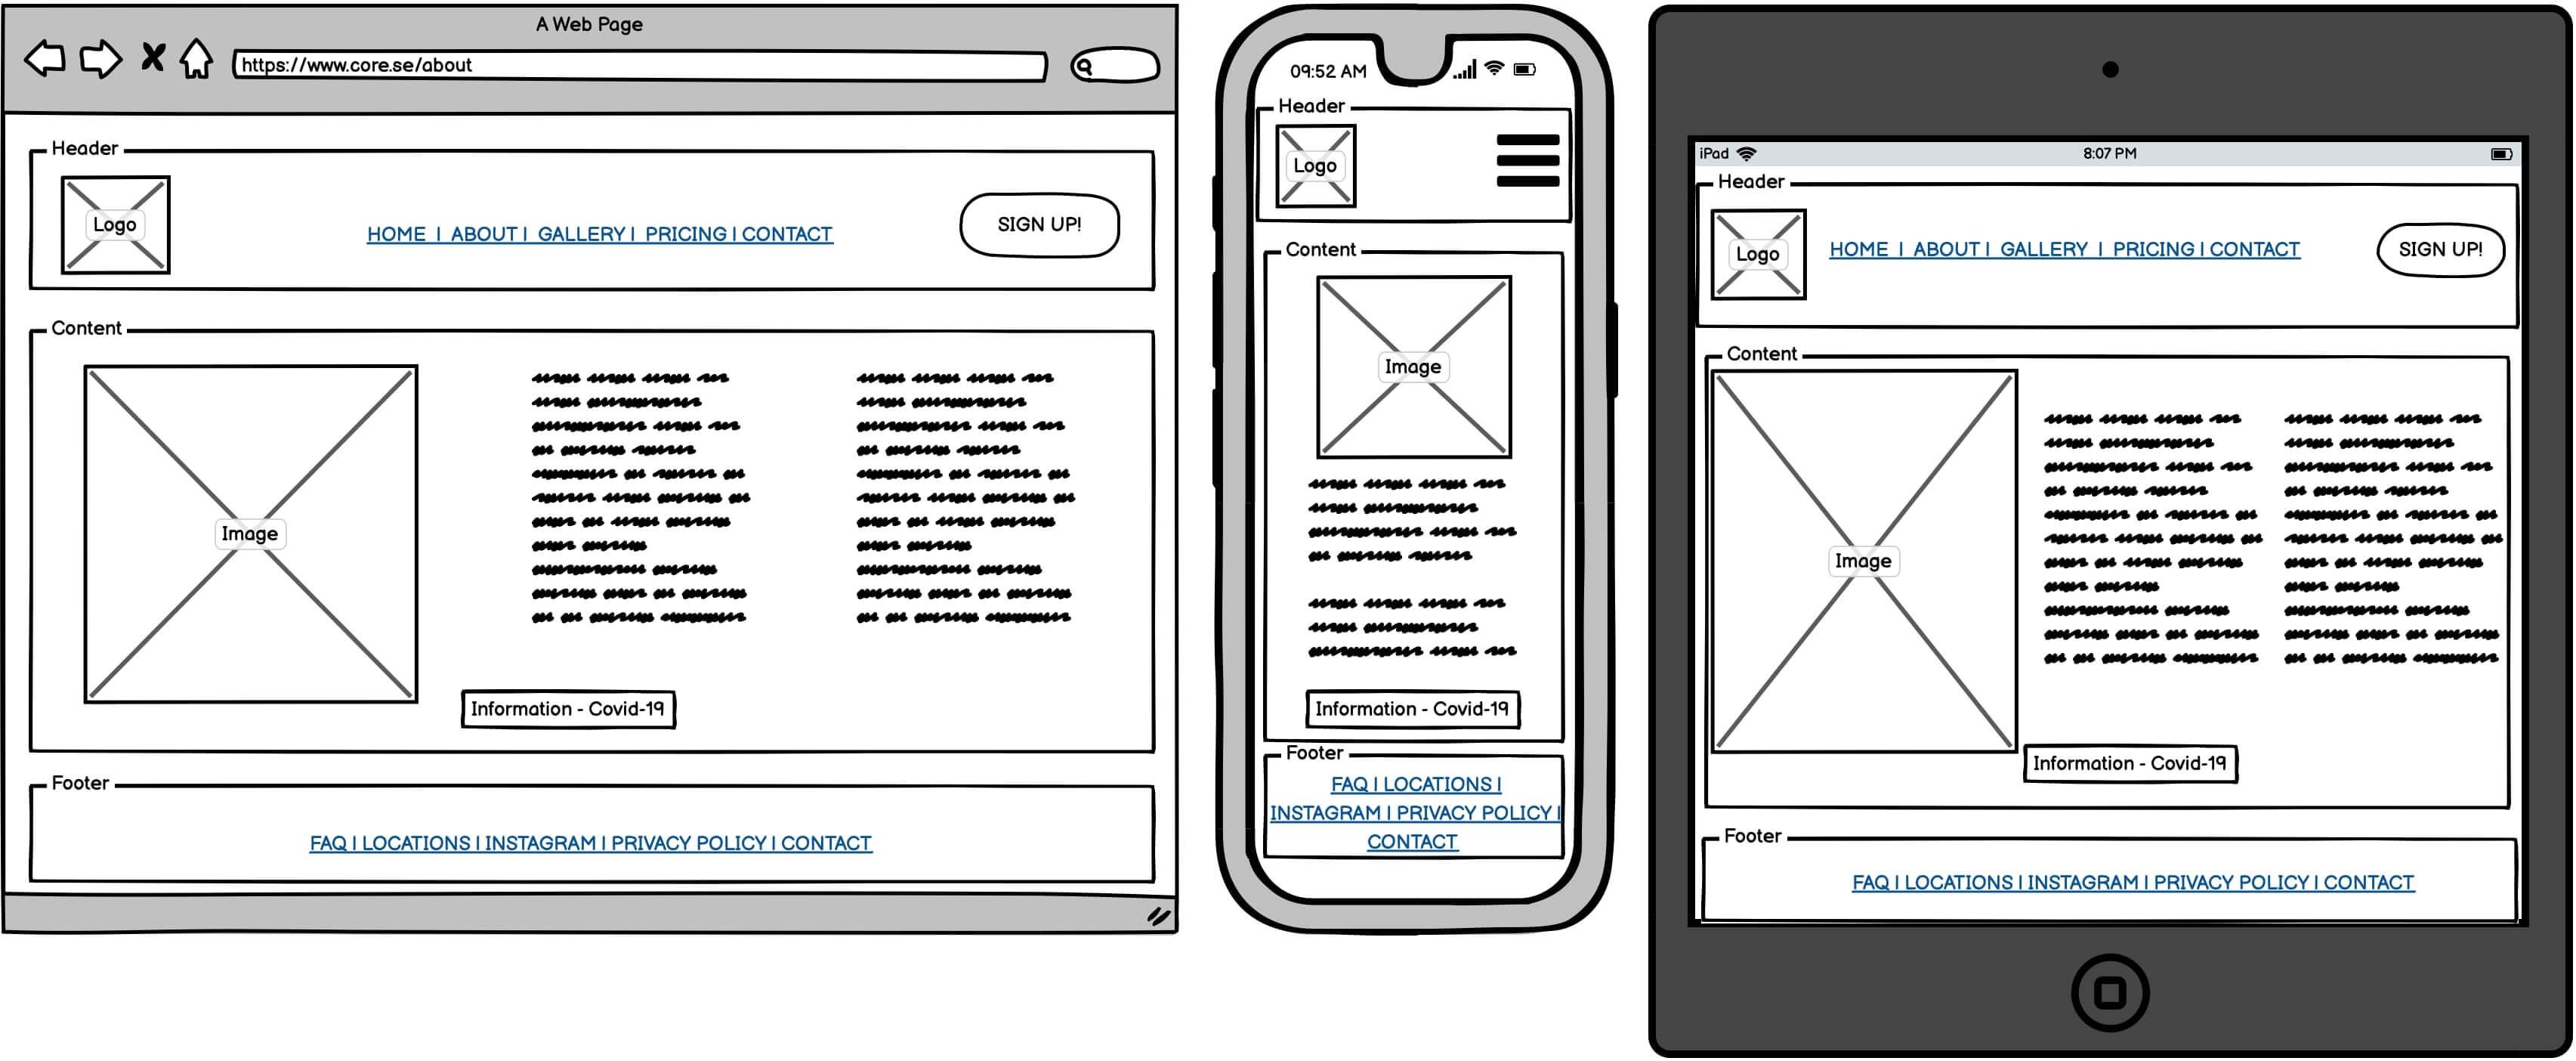 A Web Page
https://www.core.se/about
Header
Logo
HOME | ABOUT | GALLERY | PRICING | CONTACT
SIGN UP!
Content
Image
Information - Covid-19
Footer
FAQ | LOCATIONS | INSTAGRAM | PRIVACY POLICY | CONTACT
09:52 AM
Header
Logo
Content
Image
Information - Covid-19
Footer
FAQ | LOCATIONS |
INSTAGRAM | PRIVACY POLICY |
CONTACT
iPad 8:07 PM
Header
Logo
HOME | ABOUT | GALLERY | PRICING | CONTACT
SIGN UP!
Content
Image
Information - Covid-19
Footer
FAQ | LOCATIONS | INSTAGRAM | PRIVACY POLICY | CONTACT